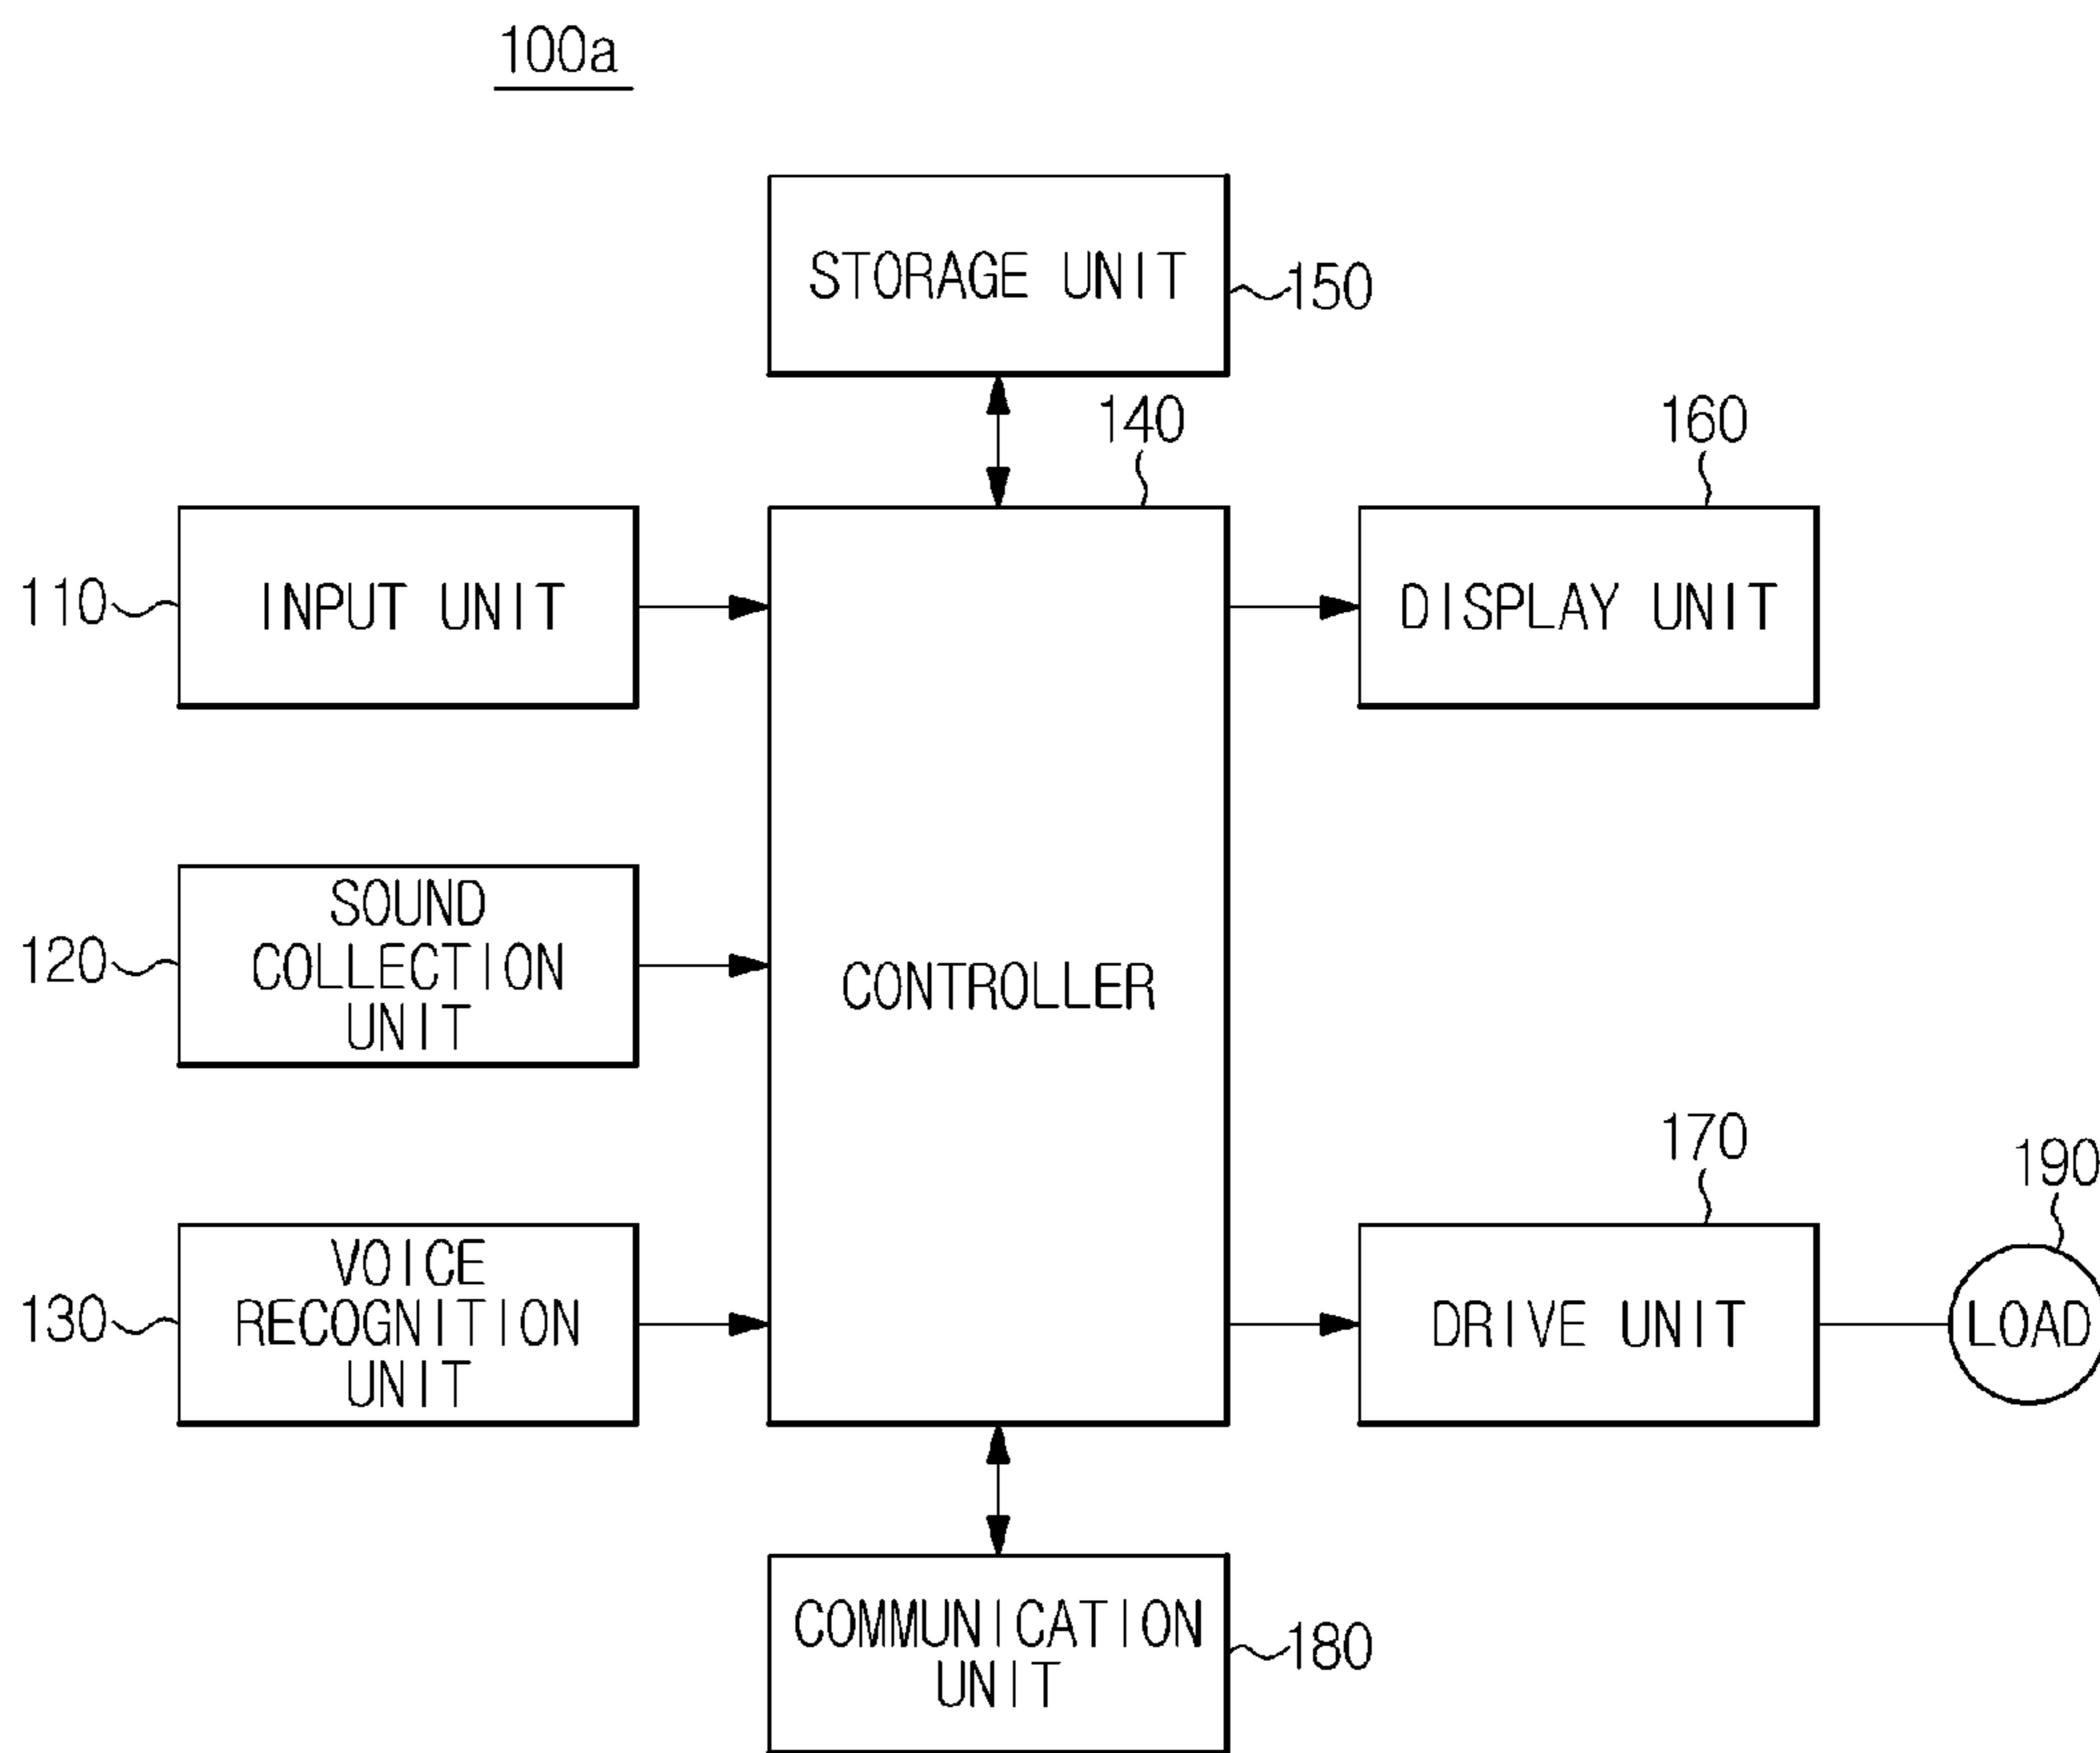 100a
STORAGE UNIT
150
140
160
110
INPUT UNIT
DISPLAY UNIT
120
SOUND
COLLECTION
UNIT
CONTROLLER
170
190
130
VOICE
RECOGNITION
UNIT
DRIVE UNIT
LOAD
COMMUNICATION
UNIT
180